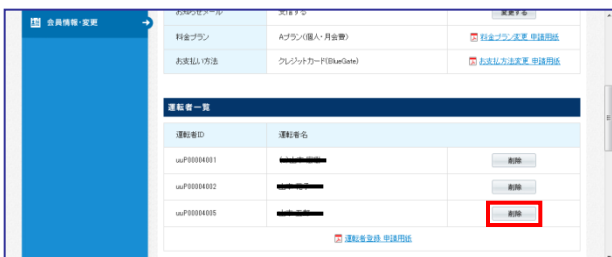 会員情報・変更
お知らせメール 受信する 変更する
料金プラン Aプラン(個人・月会費) 料金プラン変更 申請用紙
お支払い方法 クレジットカード(BlueGate) お支払方法変更 申請用紙
運転者一覧
運転者ID 運転者名
uuP00004001 削除
uuP00004002 削除
uuP00004005 削除
運転者登録 申請用紙